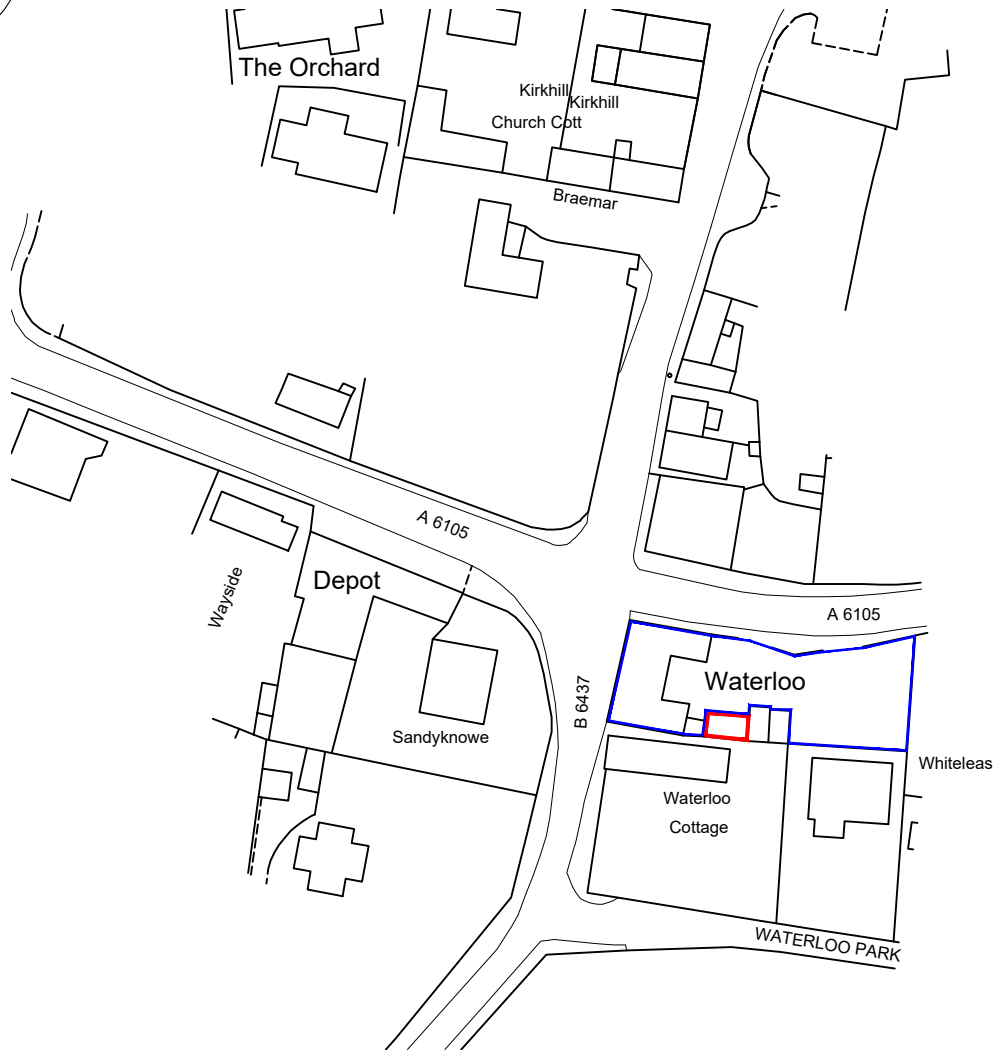 The Orchard
Kirkhill
Kirkhill
Church Cott
Braemar
A 6105
Depot
Wayside
A 6105
Waterloo
B 6437
Sandyknowe
Whiteleas
Waterloo
Cottage
WATERLOO PARK